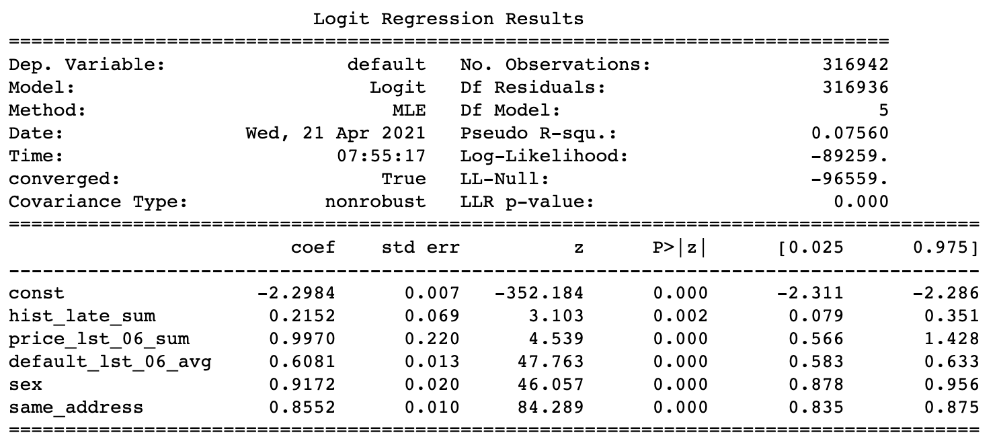 Logit Regression Results
==============================================================================
Dep. Variable:                default   No. Observations:               316942
Model:                          Logit   Df Residuals:                   316936
Method:                           MLE   Df Model:                            5
Date:                Wed, 21 Apr 2021   Pseudo R-squ.:                 0.07560
Time:                        07:55:17   Log-Likelihood:                -89259.
converged:                       True   LL-Null:                       -96559.
Covariance Type:            nonrobust   LLR p-value:                     0.000
======================================================================================
                         coef    std err          z      P>|z|      [0.025      0.975]
--------------------------------------------------------------------------------------
const                 -2.2984      0.007   -352.184      0.000      -2.311      -2.286
hist_late_sum          0.2152      0.069      3.103      0.002       0.079       0.351
price_lst_06_sum       0.9970      0.220      4.539      0.000       0.566       1.428
default_lst_06_avg     0.6081      0.013     47.763      0.000       0.583       0.633
sex                    0.9172      0.020     46.057      0.000       0.878       0.956
same_address           0.8552      0.010     84.289      0.000       0.835       0.875
======================================================================================